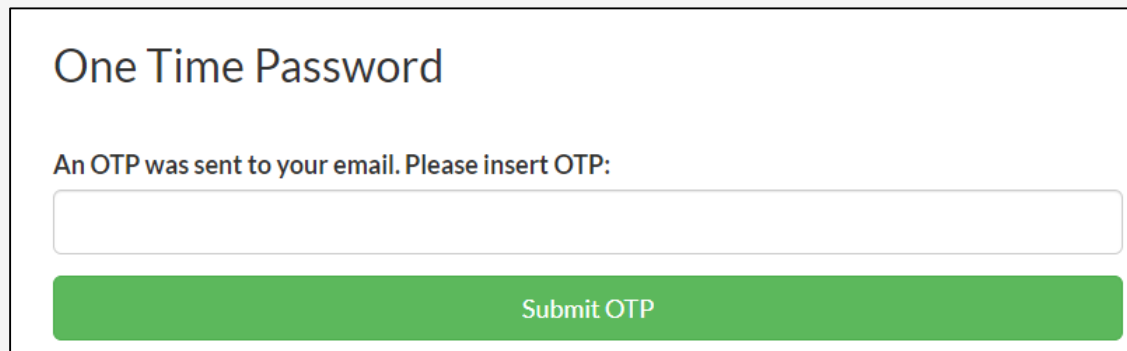 One Time Password
An OTP was sent to your email. Please insert OTP:
Submit OTP